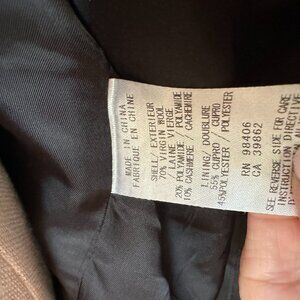 MADE IN CHINA
FABRIQUE EN CHINE
SHELL/ EXTERIEUR
70% VIRGIN WOOL
/ LAINE VIERGE
20% POLYAMIDE / POLYAMIDE
10% CASHMERE / CACHEMIRE
LINING/ DOUBLURE
55% CUPRO / CUPRO
45%POLYESTER / POLYESTER
RN 98406
CA 39862
SEE REVERSE SIDE FOR CARE
INSTRUCTION